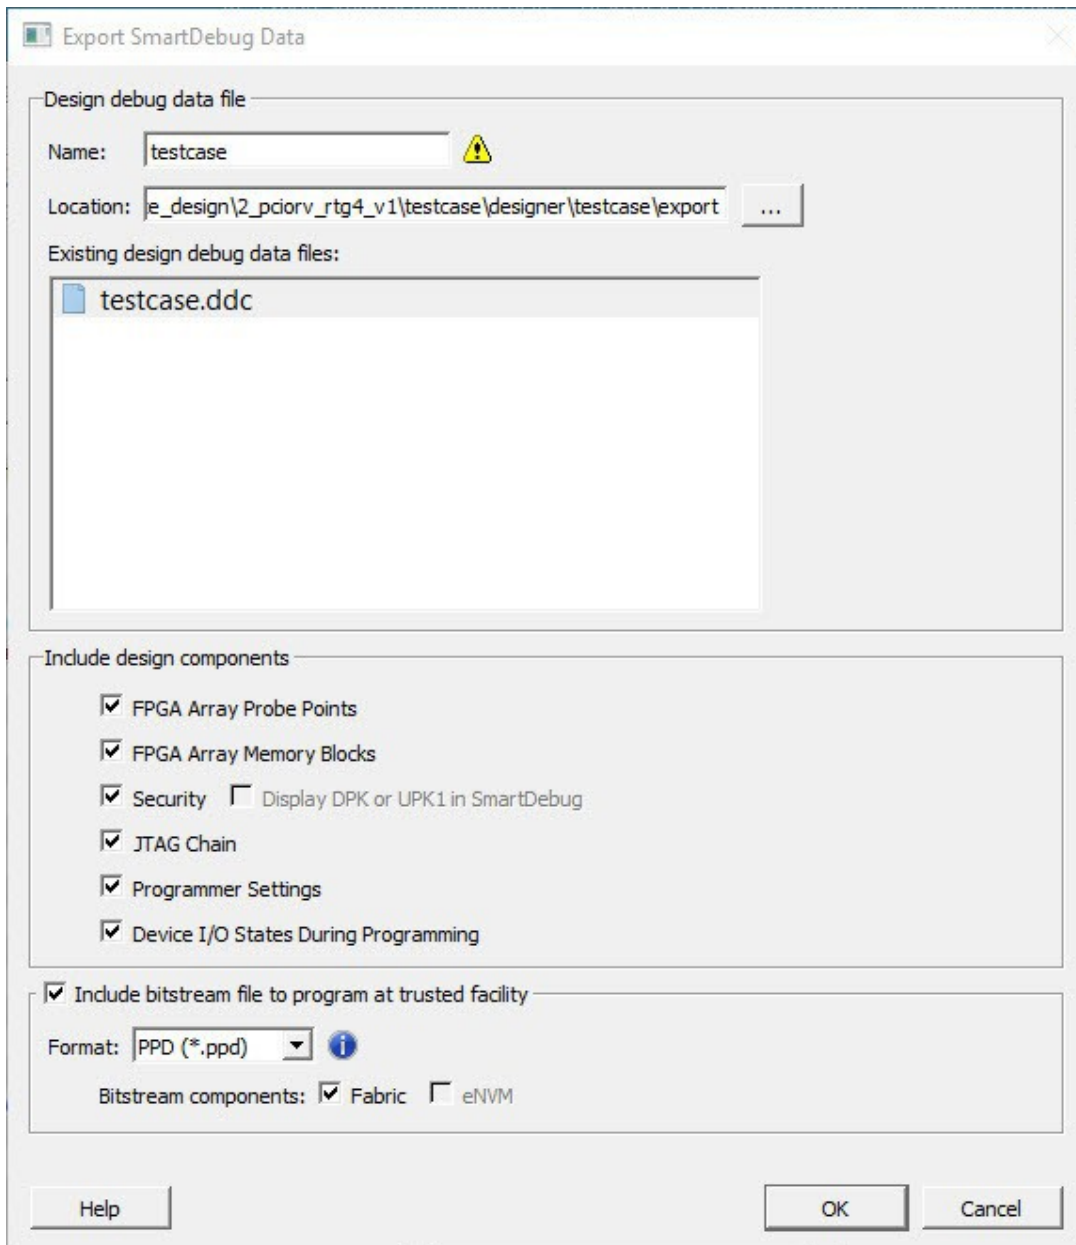 Export SmartDebug Data
Design debug data file
Name: testcase
Location: e_design\2_pciorv_rtg4_v1\testcase\designer\testcase\export ...
Existing design debug data files:
testcase.ddc
Include design components
FPGA Array Probe Points
FPGA Array Memory Blocks
Security Display DPK or UPK1 in SmartDebug
JTAG Chain
Programmer Settings
Device I/O States During Programming
Include bitstream file to program at trusted facility
Format: PPD (*.ppd)
Bitstream components: Fabric eNVM
Help OK Cancel